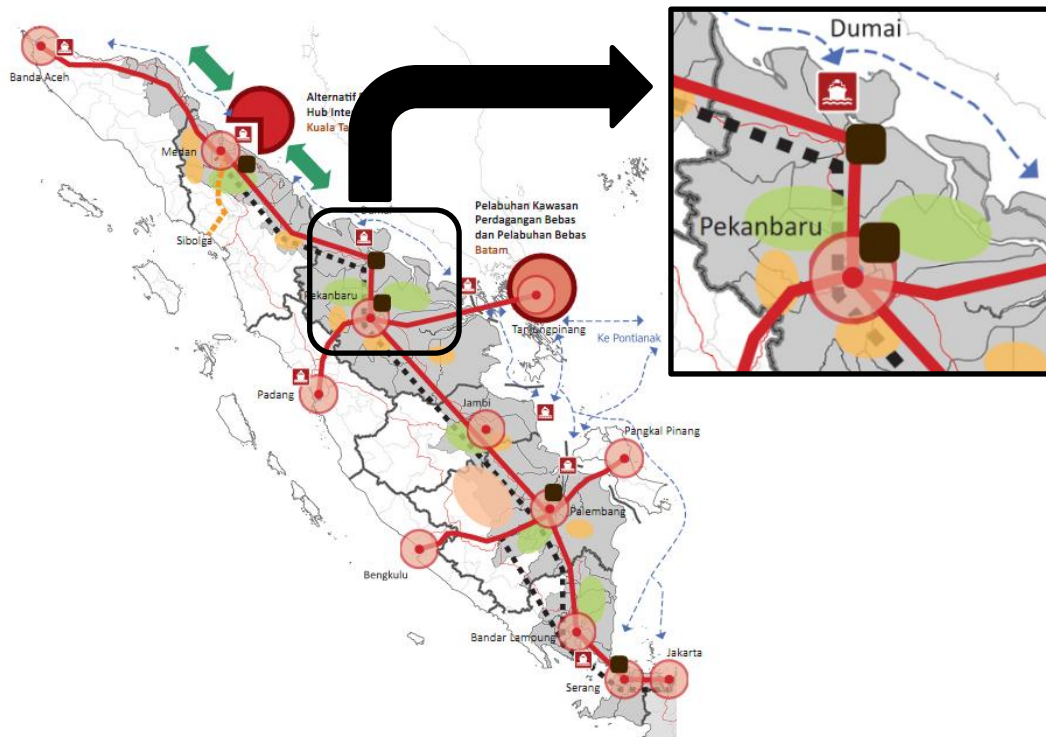 Banda Aceh
Alternatif
Hub Inte
Kuala Ta
Medan
Sibolga
Pelabuhan Kawasan
Perdagangan Bebas
dan Pelabuhan Bebas
Batam
Pekanbaru
Tanjungpinang
Ke Pontianak
Padang
Jambi
Pangkal Pinang
Palembang
Bengkulu
Bandar Lampung
Jakarta
Serang
Dumai
Pekanbaru